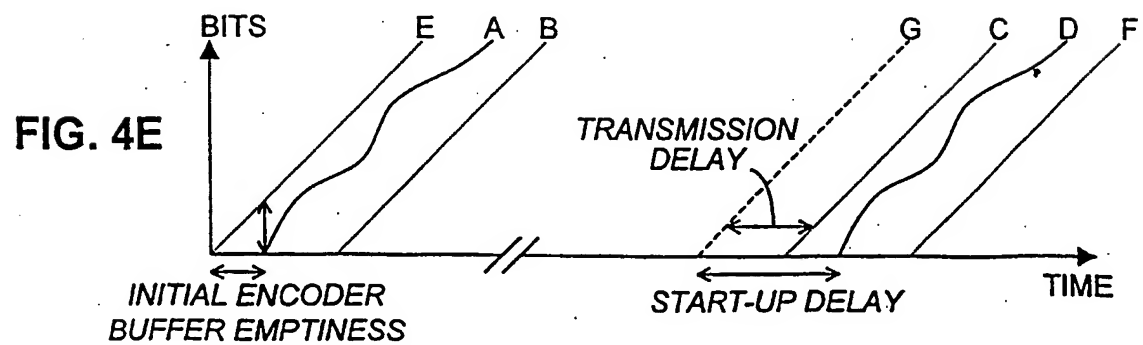 BITS E A B G C D F
FIG. 4E
TRANSMISSION
DELAY
TIME
INITIAL ENCODER
BUFFER EMPTINESS
START-UP DELAY